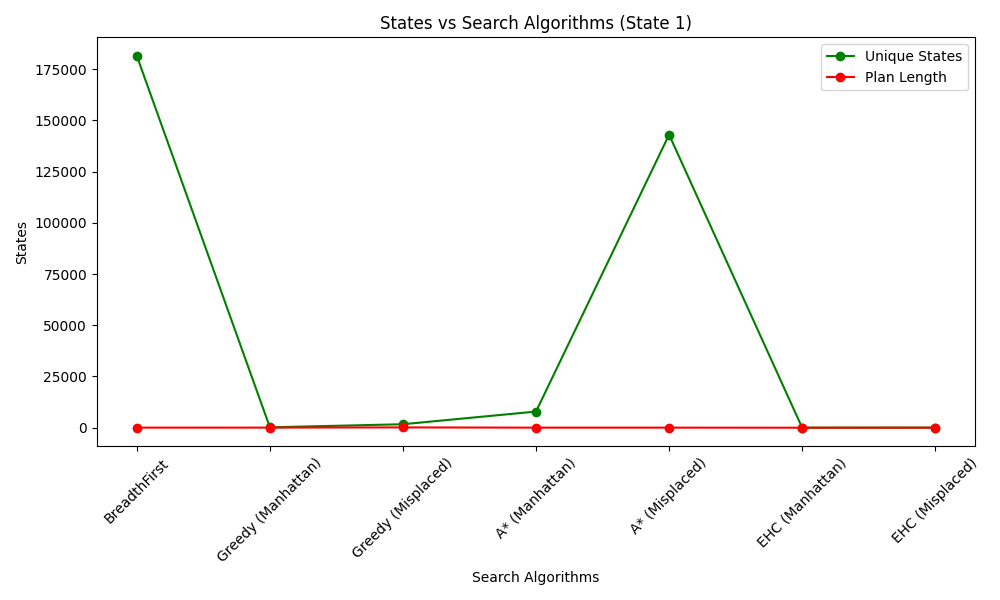 States vs Search Algorithms (State 1)
Unique States
Plan Length
175000
150000
125000
100000
75000
50000
25000
0
States
BreadthFirst
Greedy (Manhattan)
Greedy (Misplaced)
A* (Manhattan)
A* (Misplaced)
EHC (Manhattan)
EHC (Misplaced)
Search Algorithms